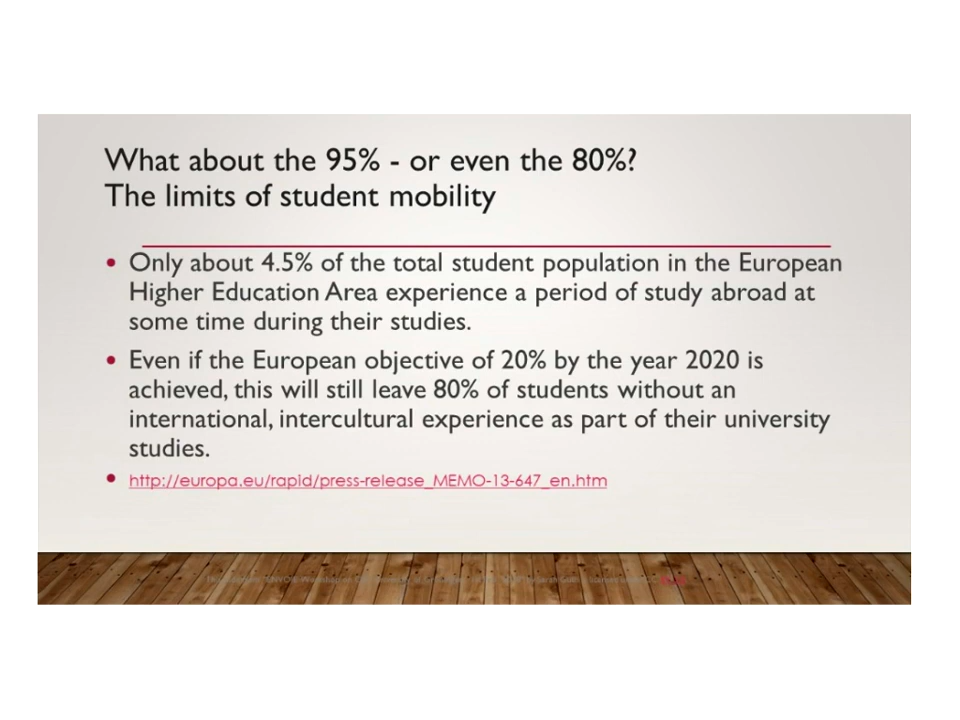 What about the 95% - or even the 80%?
The limits of student mobility
• Only about 4.5% of the total student population in the European
Higher Education Area experience a period of study abroad at
some time during their studies.
• Even if the European objective of 20% by the year 2020 is
achieved, this will still leave 80% of students without an
international, intercultural experience as part of their university
studies.
• http://europa.eu/rapid/press-release_MEMO-13-647_en.htm